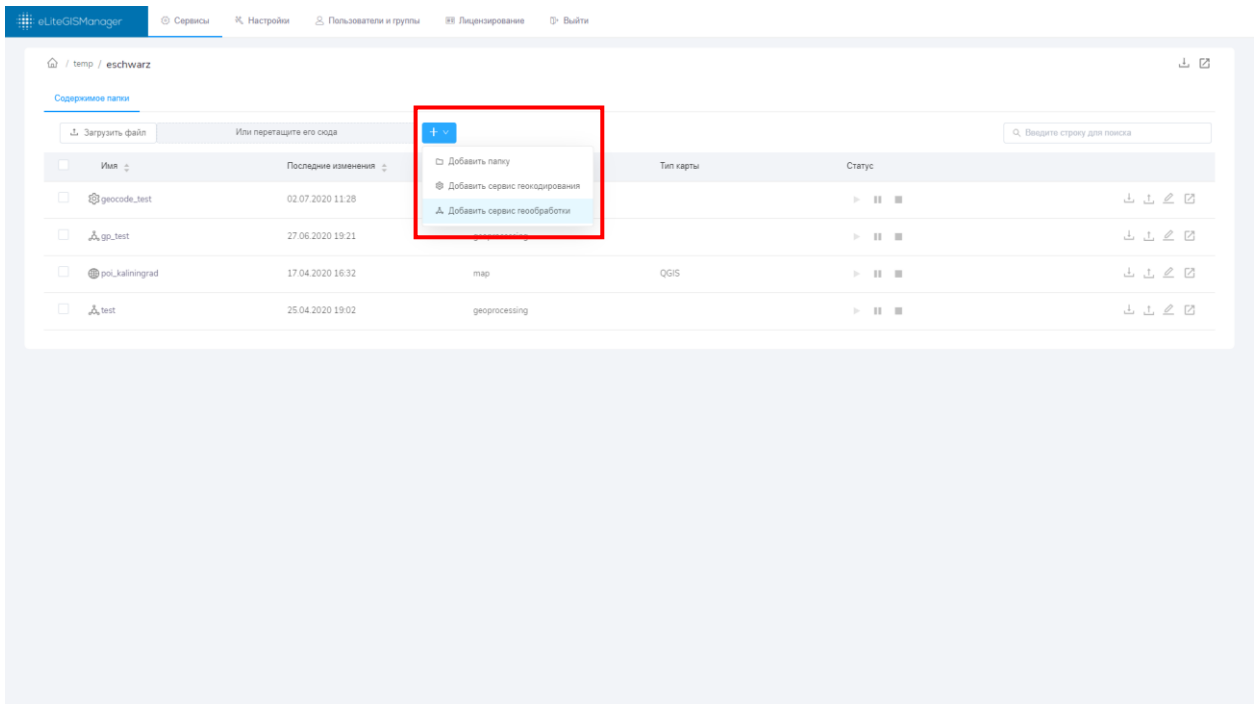 eLiteGISManager Сервисы Настройки Пользователи и группы Лицензирование Выйти
/ temp / eschwarz
Содержимое папки
Загрузить файл Или перетащите его сюда + Введите строку для поиска
Имя Последние изменения Тип карты Статус
Добавить папку
Добавить сервис геокодирования
Добавить сервис геообработки
geocode_test 02.07.2020 11:28
gp_test 27.06.2020 19:21 geoprocessing
poi_kaliningrad 17.04.2020 16:32 map QGIS
test 25.04.2020 19:02 geoprocessing